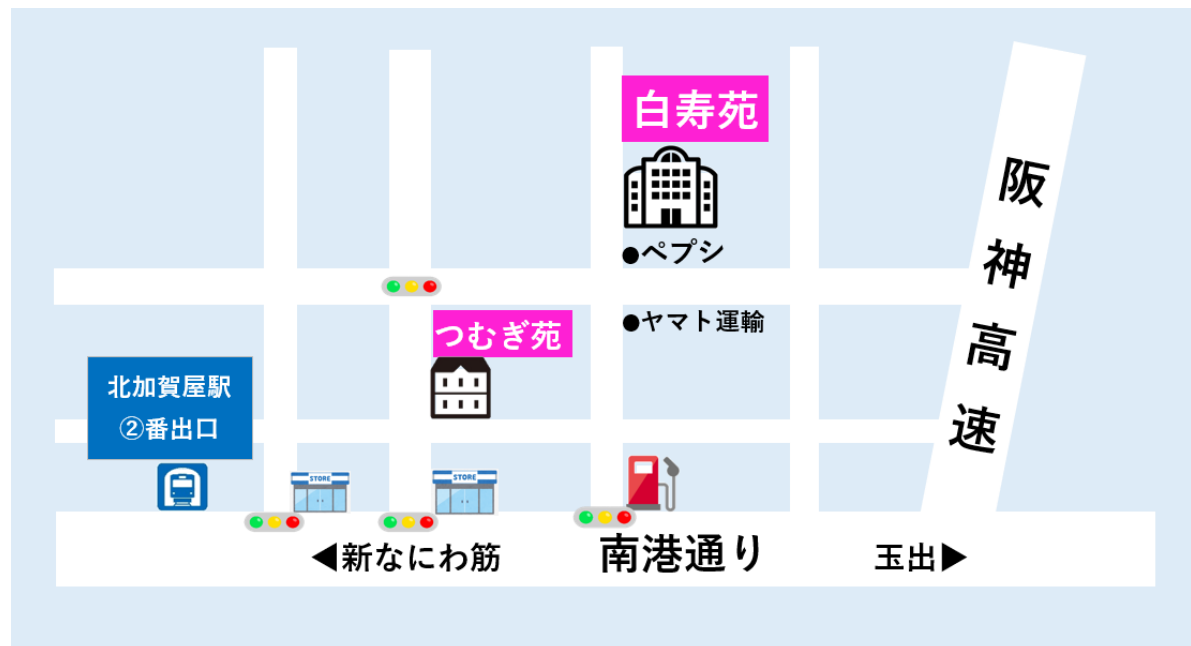 白寿苑
●ペプシ
つむぎ苑
●ヤマト運輸
北加賀屋駅
②番出口
STORE
STORE
◀新なにわ筋
南港通り
玉出▶
阪神高速